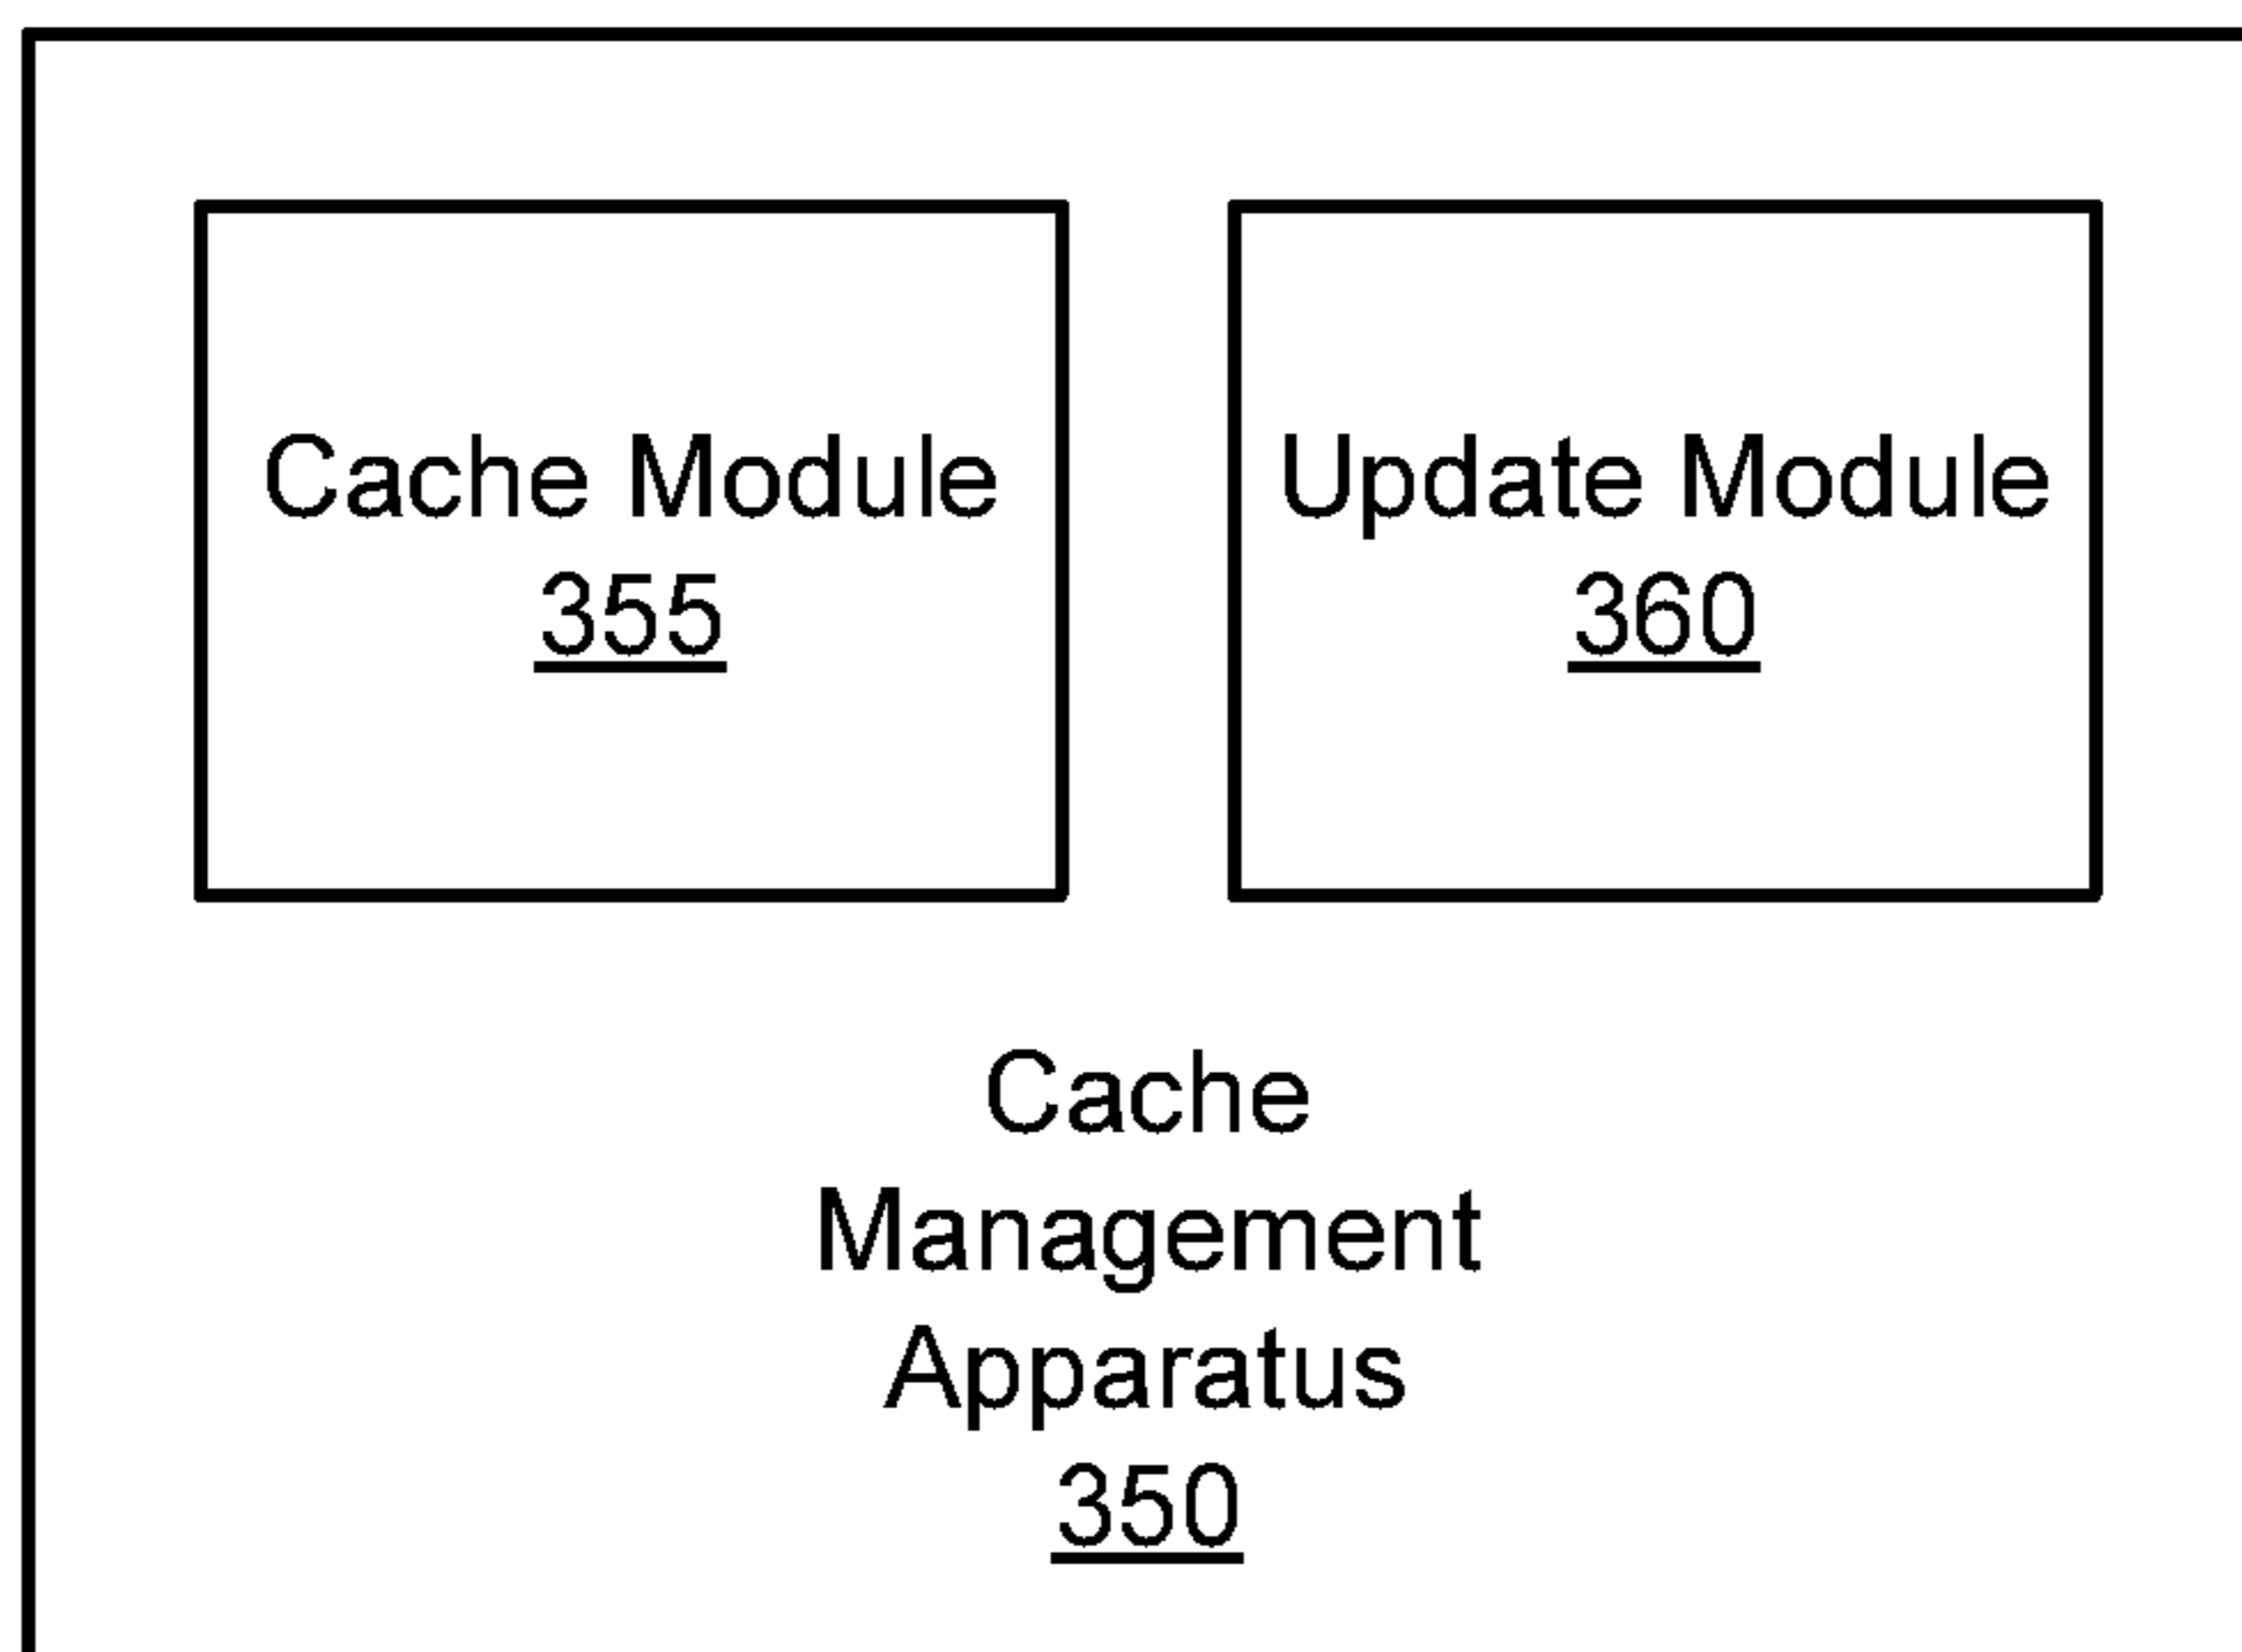 Cache Module
355
Update Module
360
Cache
Management
Apparatus
350